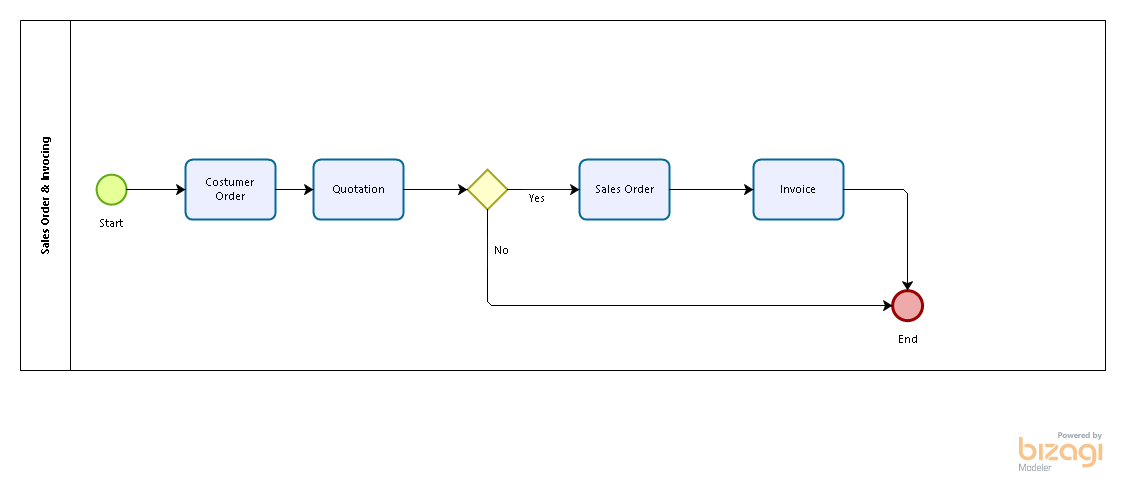 Sales Order & Invocing
Start
Costumer
Order
Quotation
Yes
No
Sales Order
Invoice
End
Powered by
bizagi
Modeler